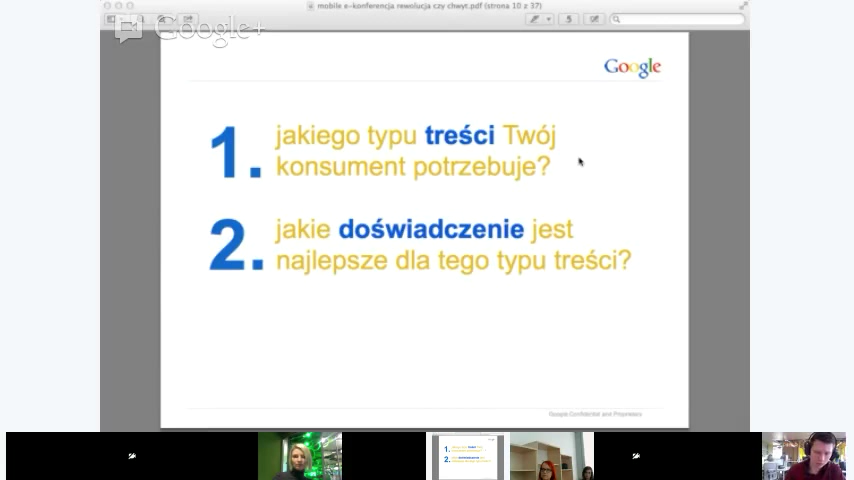 mobile e-konferencja rewolucja czy chwyt.pdf (strona 10 z 37)
Google+
Google
1. jakiego typu treści Twój
konsument potrzebuje?
2. jakie doświadczenie jest
najlepsze dla tego typu treści?
Google Confidential and Proprietary